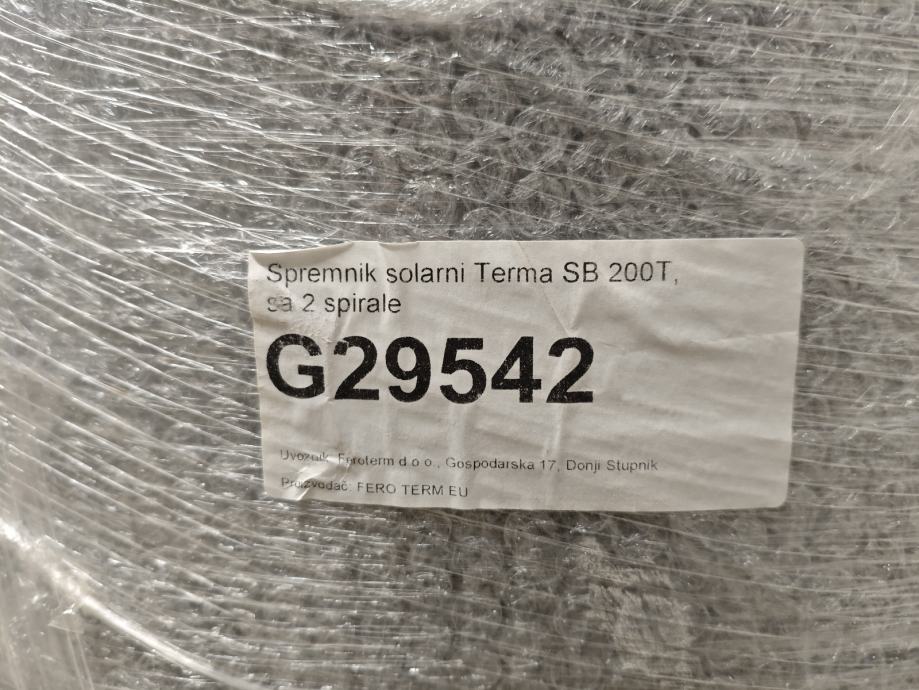 Spremnik solarni Terma SB 200T,
sa 2 spirale
G29542
Uvoznik: Feroterm d.o.o., Gospodarska 17, Donji Stupnik
Proizvođač: FERO TERM EU